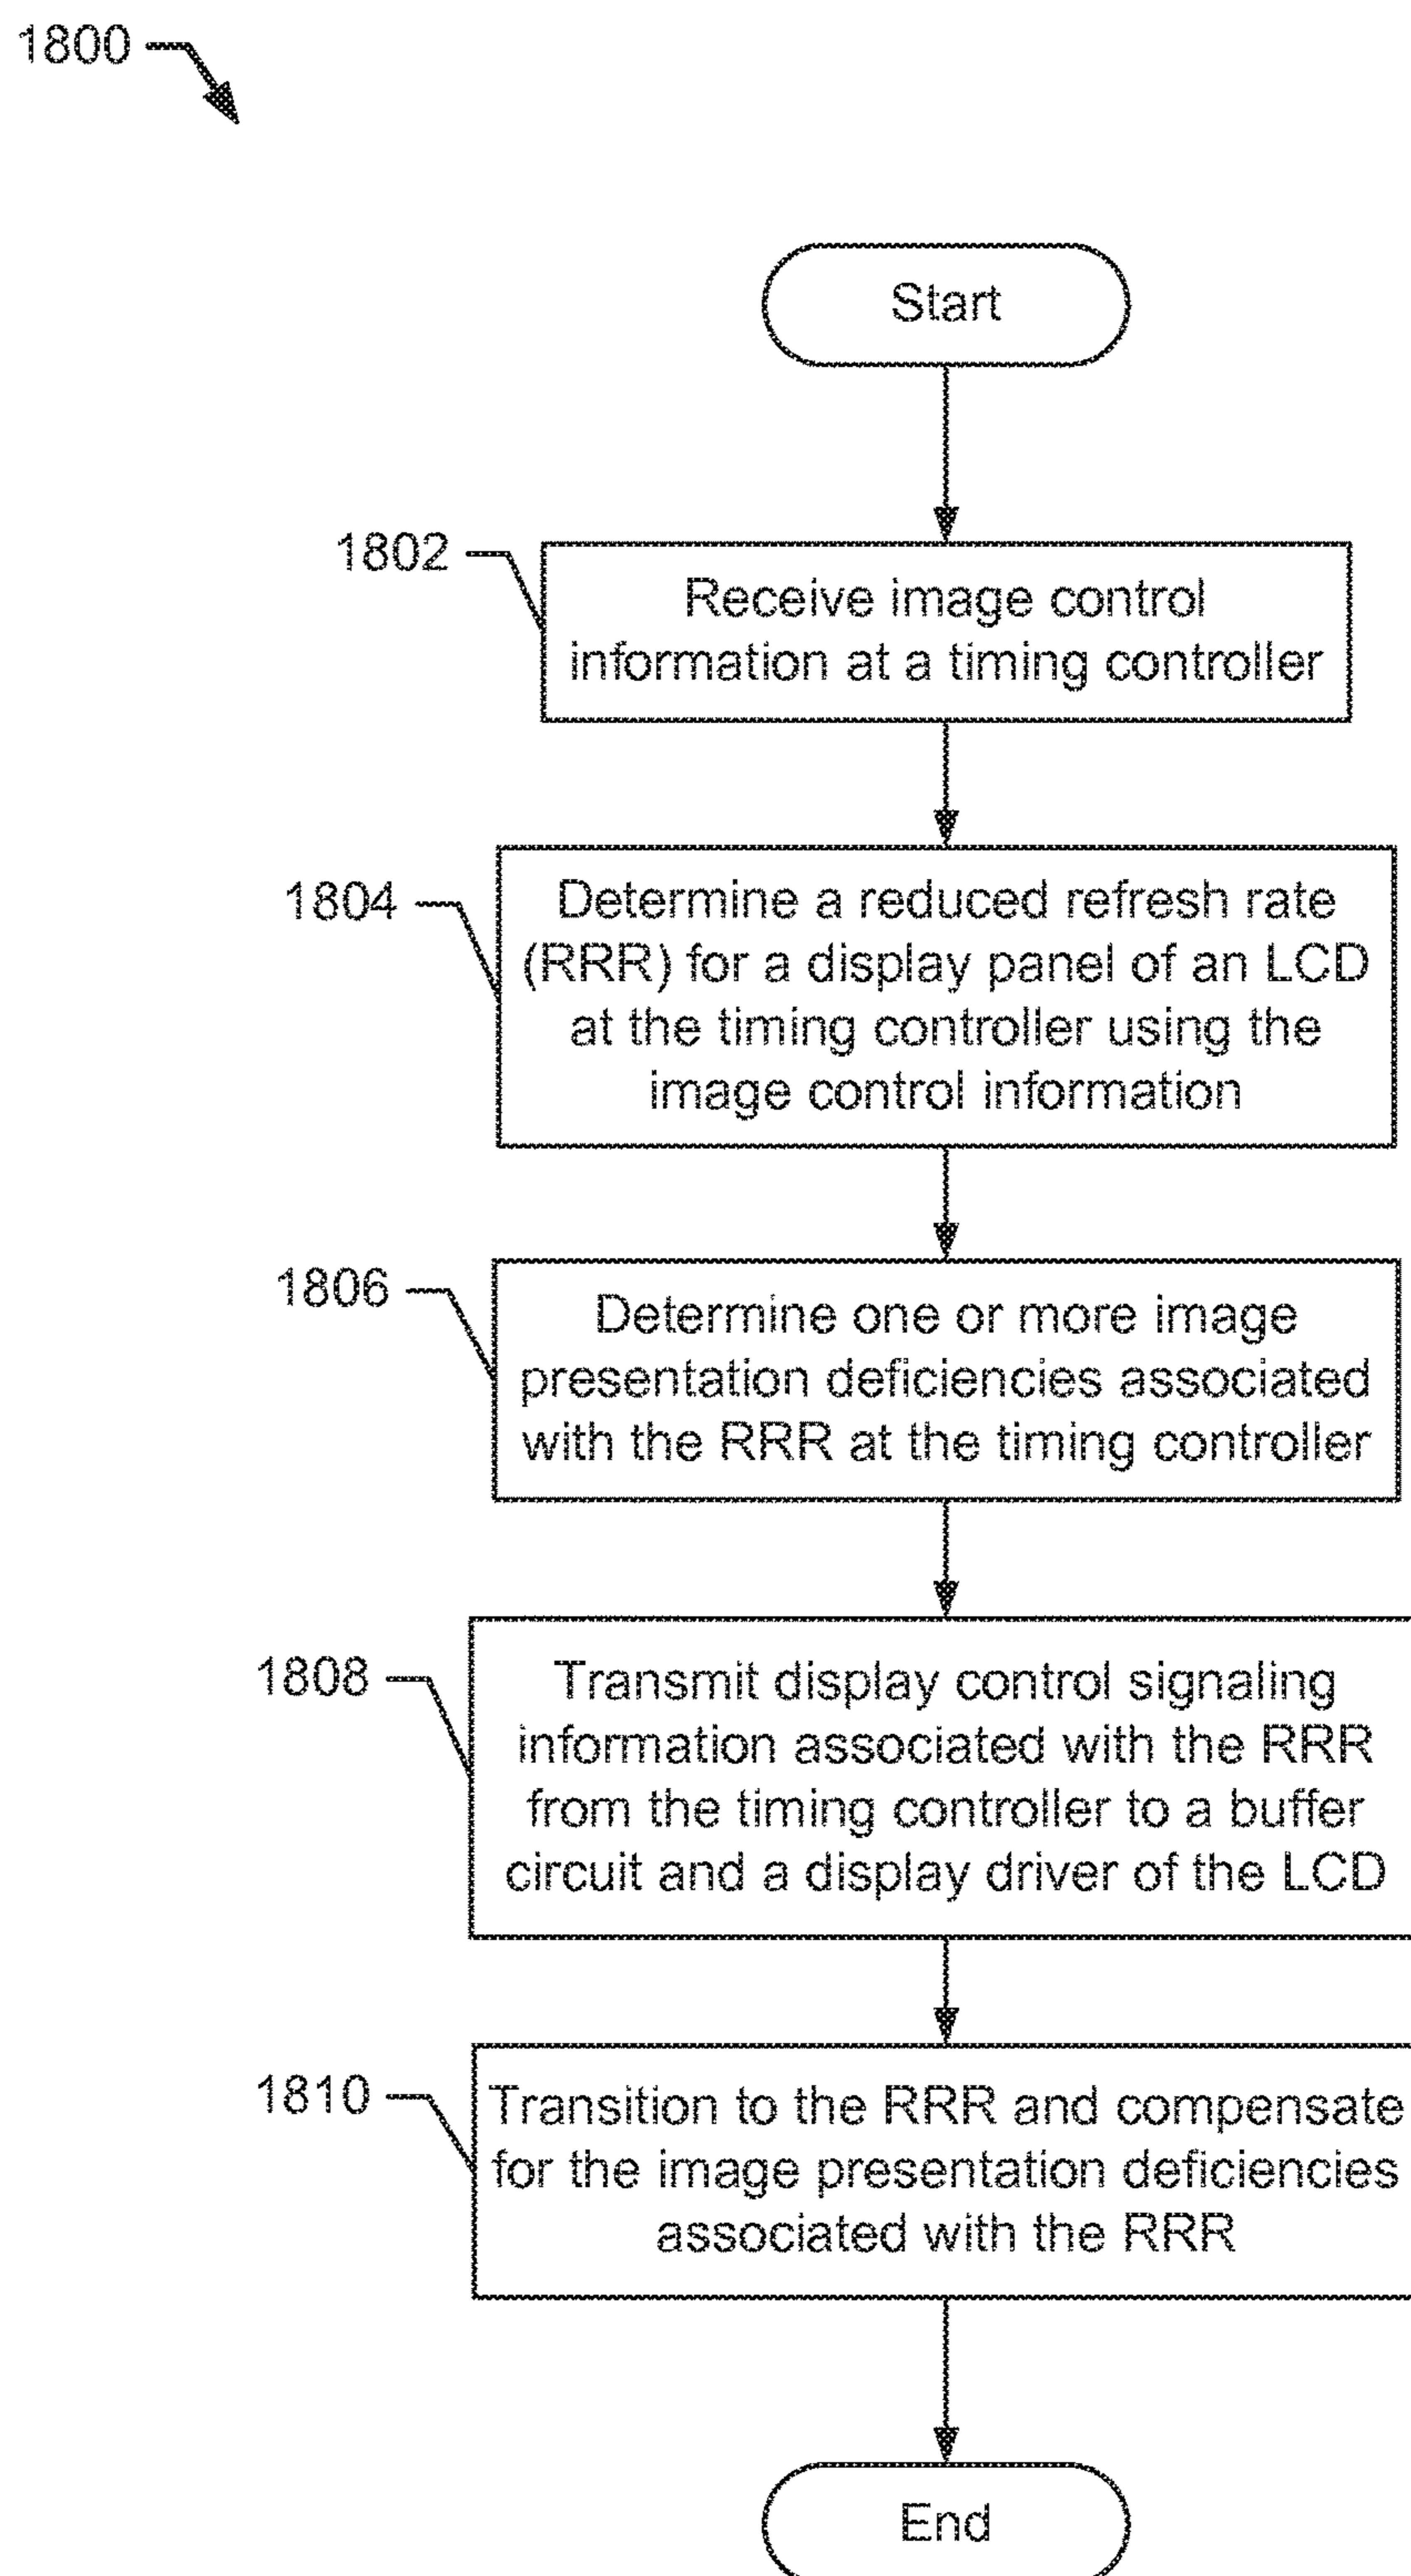 1800
Start
1802
Receive image control
information at a timing controller
1804
Determine a reduced refresh rate
(RRR) for a display panel of an LCD
at the timing controller using the
image control information
1806
Determine one or more image
presentation deficiencies associated
with the RRR at the timing controller
1808
Transmit display control signaling
information associated with the RRR
from the timing controller to a buffer
circuit and a display driver of the LCD
1810
Transition to the RRR and compensate
for the image presentation deficiencies
associated with the RRR
End